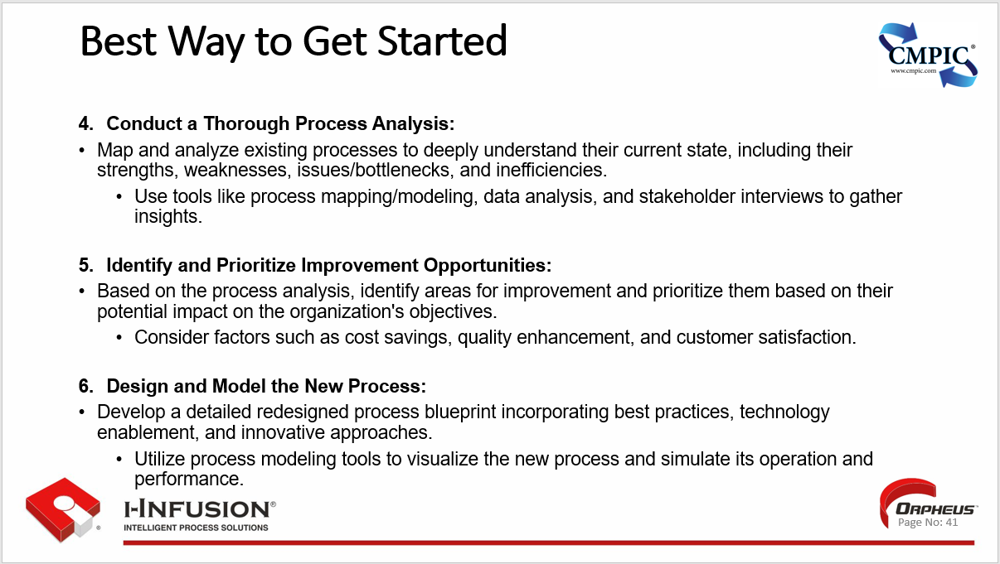 Best Way to Get Started
CMPIC®
www.cmpic.com
4. Conduct a Thorough Process Analysis:
• Map and analyze existing processes to deeply understand their current state, including their
strengths, weaknesses, issues/bottlenecks, and inefficiencies.
• Use tools like process mapping/modeling, data analysis, and stakeholder interviews to gather
insights.
5. Identify and Prioritize Improvement Opportunities:
• Based on the process analysis, identify areas for improvement and prioritize them based on their
potential impact on the organization's objectives.
• Consider factors such as cost savings, quality enhancement, and customer satisfaction.
6. Design and Model the New Process:
• Develop a detailed redesigned process blueprint incorporating best practices, technology
enablement, and innovative approaches.
• Utilize process modeling tools to visualize the new process and simulate its operation and
performance.
®
I-INFUSION®
INTELLIGENT PROCESS SOLUTIONS
ORPHEUS™
Page No: 41